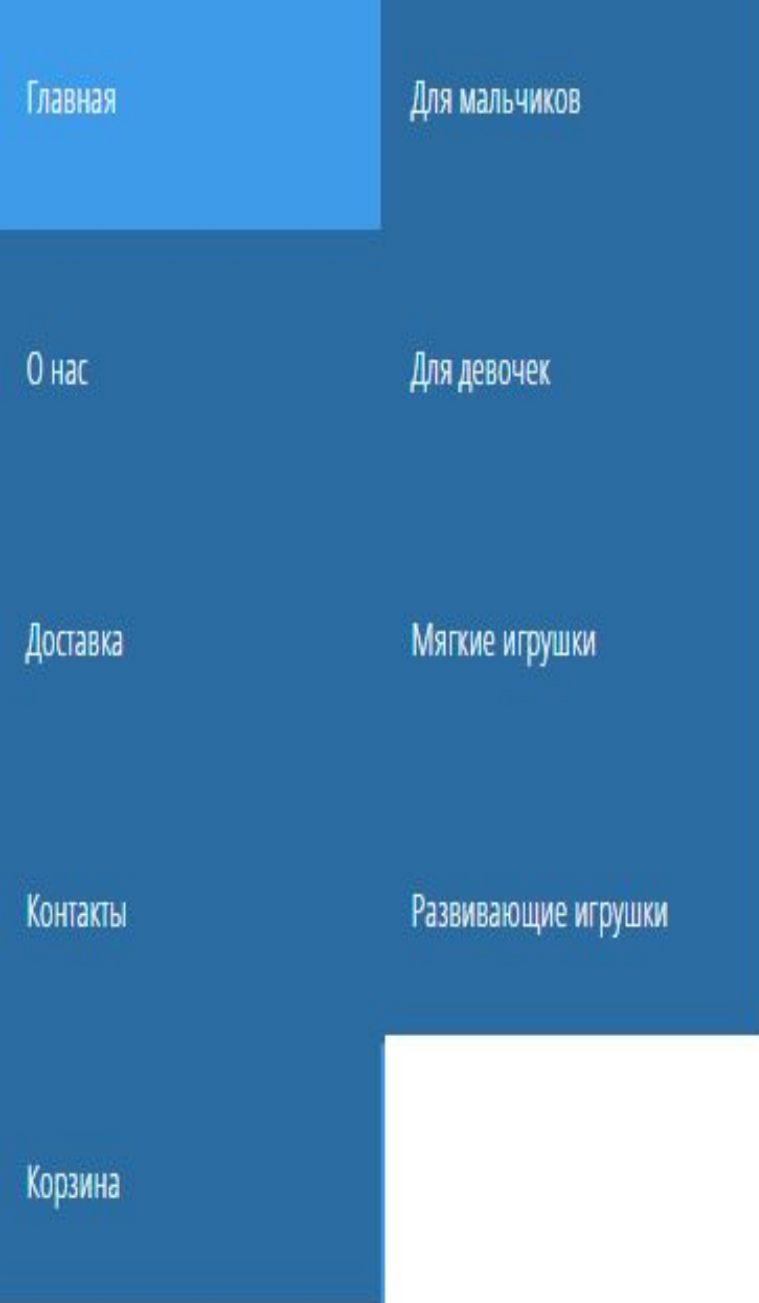 Главная
О нас
Доставка
Контакты
Корзина
Для мальчиков
Для девочек
Мягкие игрушки
Развивающие игрушки